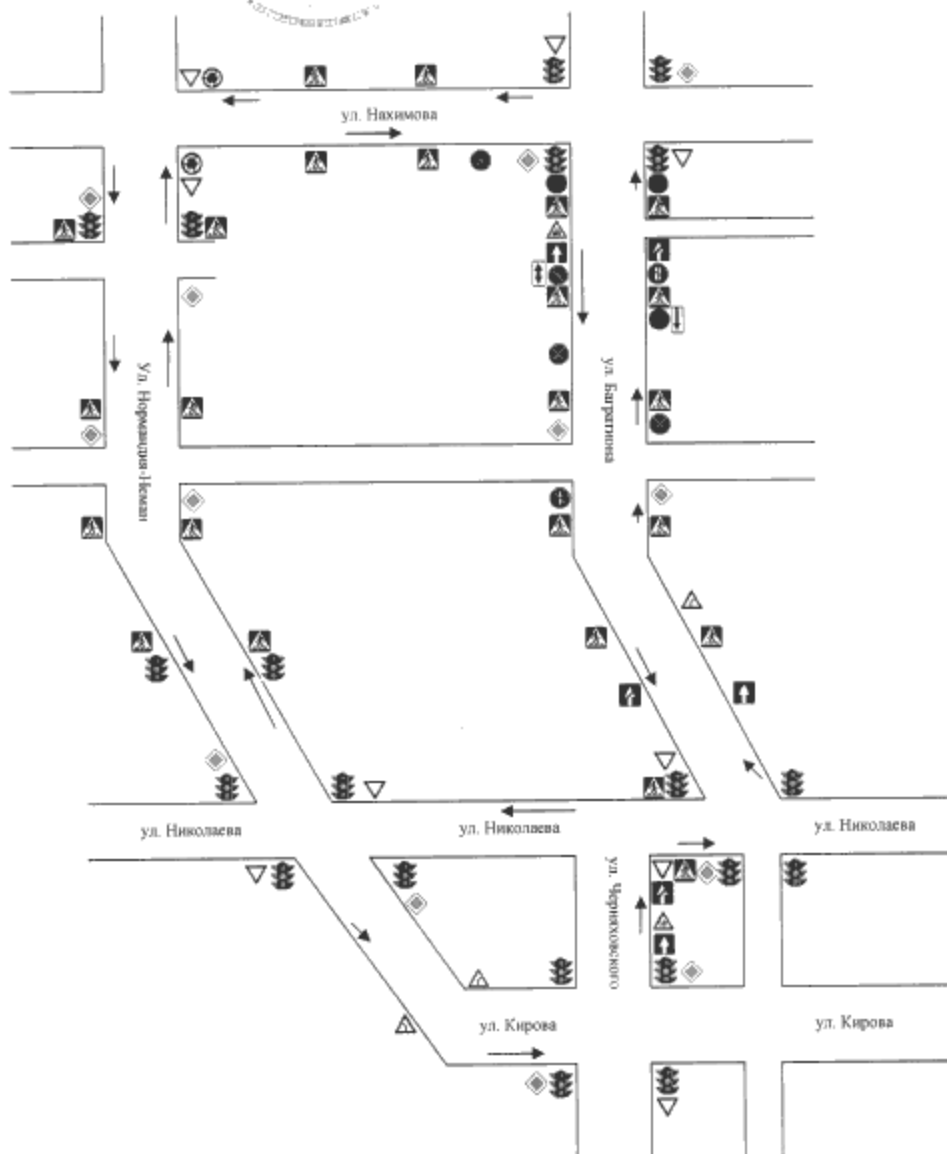 ул. Нахимова
Ул. Нормандия-Неман
ул. Багратиона
ул. Николаева
ул. Николаева
ул. Николаева
ул. Черняховского
ул. Кирова
ул. Кирова